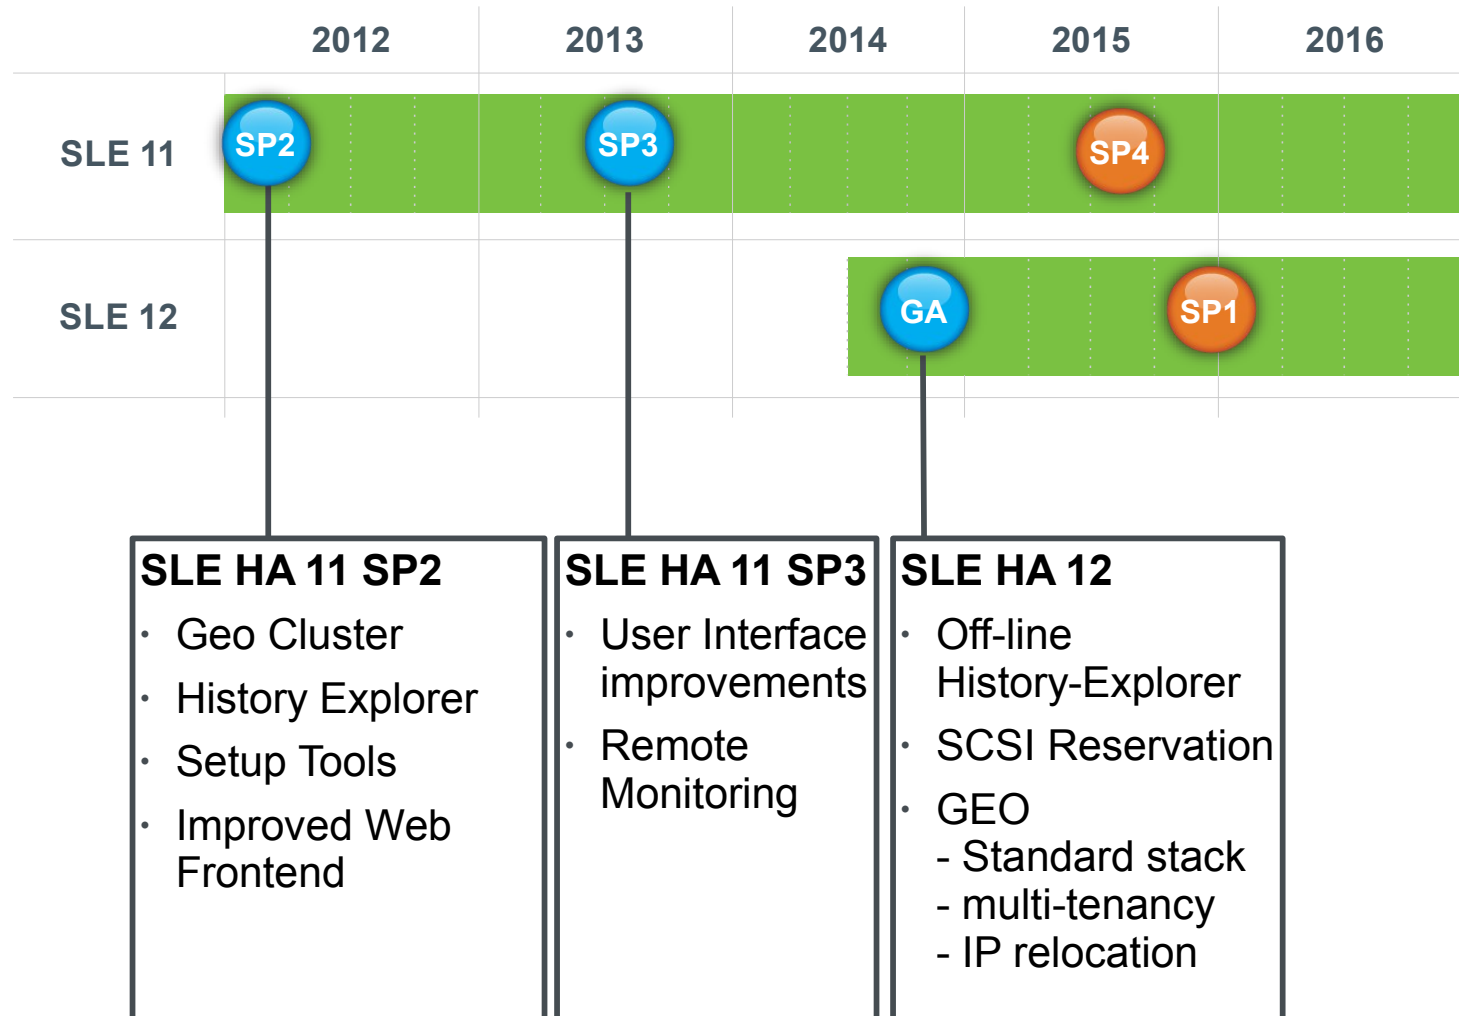 2012 2013 2014 2015 2016
SLE 11 SP2 SP3 SP4
SLE 12 GA SP1
SLE HA 11 SP2
· Geo Cluster
· History Explorer
· Setup Tools
· Improved Web
Frontend
SLE HA 11 SP3
· User Interface
improvements
· Remote
Monitoring
SLE HA 12
· Off-line
History-Explorer
· SCSI Reservation
· GEO
- Standard stack
- multi-tenancy
- IP relocation